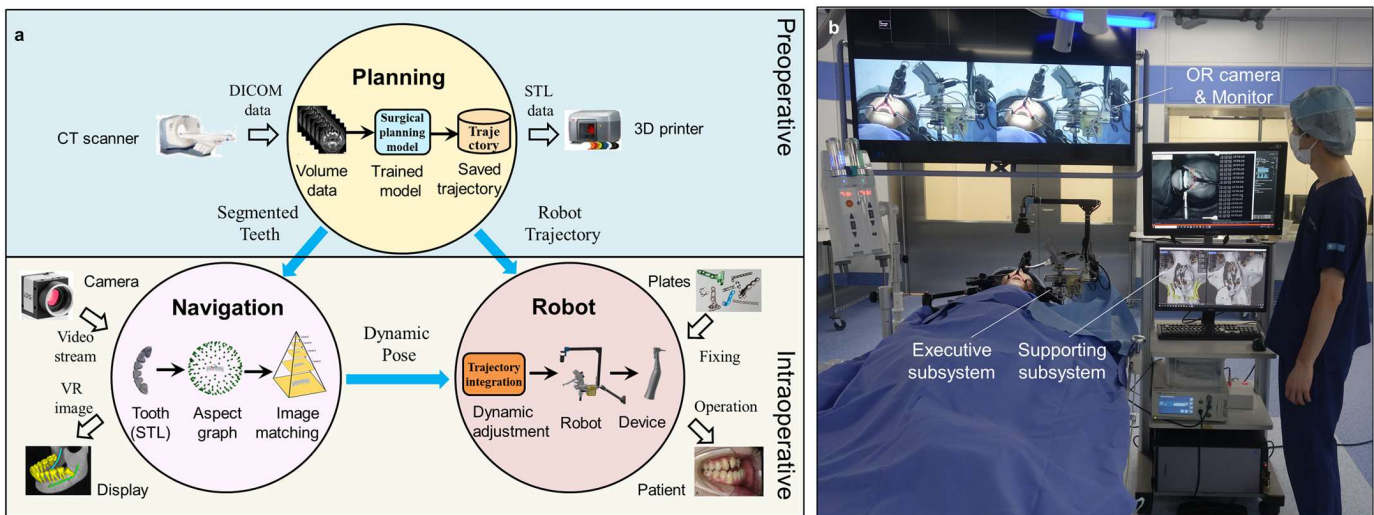 a
Preoperative
Planning
DICOM
data
STL
data
CT scanner
3D printer
Surgical
planning
model
Traje
ctory
Volume
data
Trained
model
Saved
trajectory
Segmented
Teeth
Robot
Trajectory
Intraoperative
Camera
Video
stream
VR
image
Display
Navigation
Tooth
(STL)
Aspect
graph
Image
matching
Dynamic
Pose
Robot
Trajectory
integration
Dynamic
adjustment
Robot
Device
Plates
Fixing
Operation
Patient
b
OR camera
& Monitor
Executive
subsystem
Supporting
subsystem